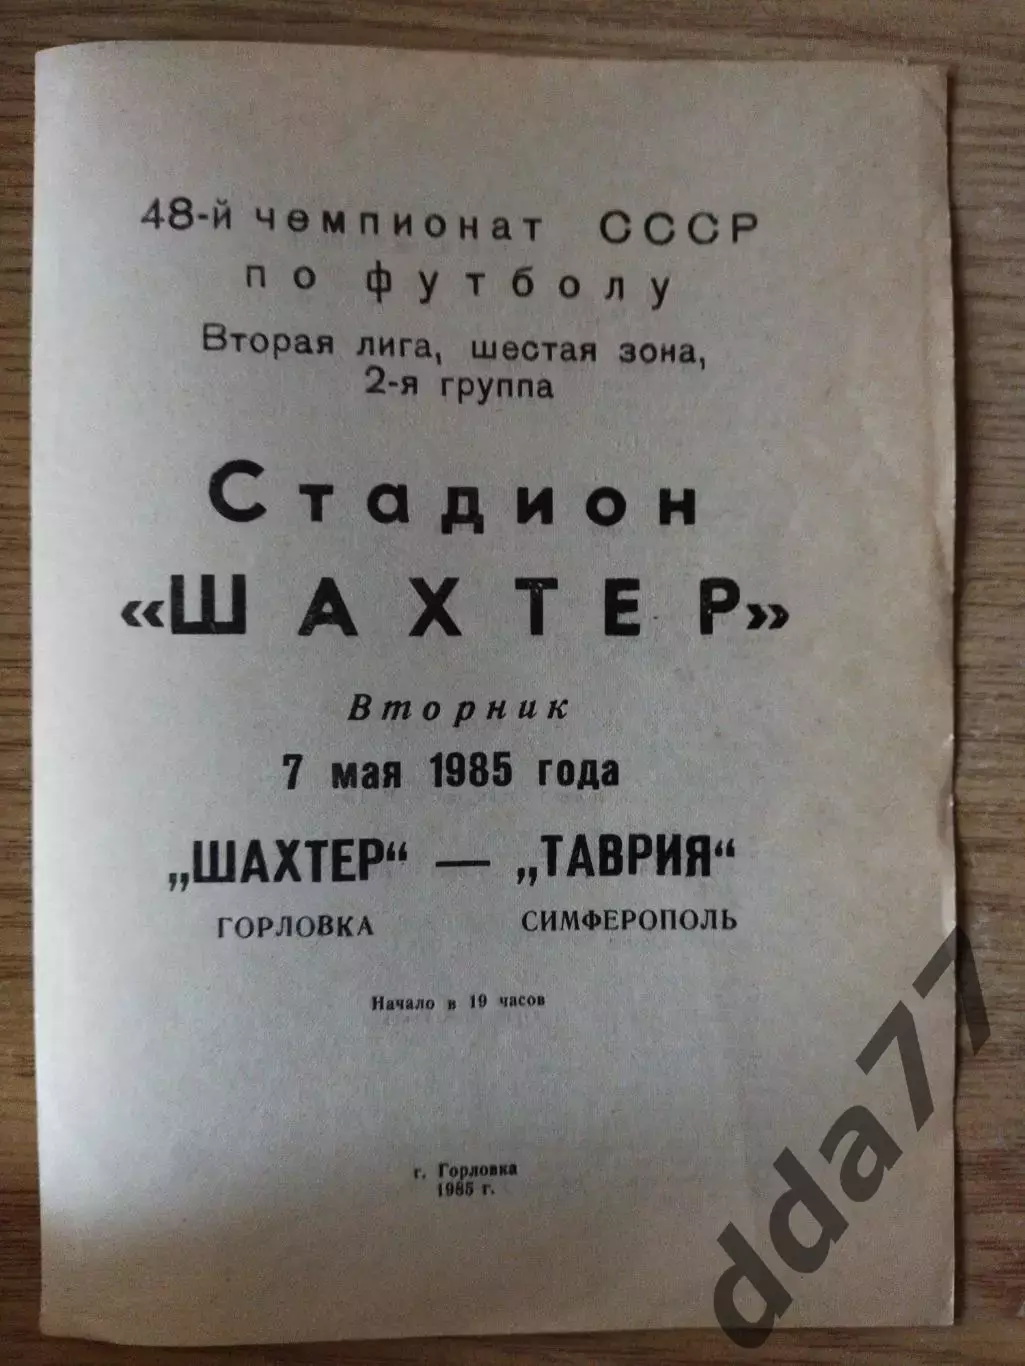 48-й чемпионат СССР
по футболу
Вторая лига, шестая зона,
2-я группа
Стадион
«ШАХТЕР»
Вторник
7 мая 1985 года
„ШАХТЕР“ — „ТАВРИЯ“
ГОРЛОВКА СИМФЕРОПОЛЬ
Начало в 19 часов
г. Горловка
1985 г.
dda77